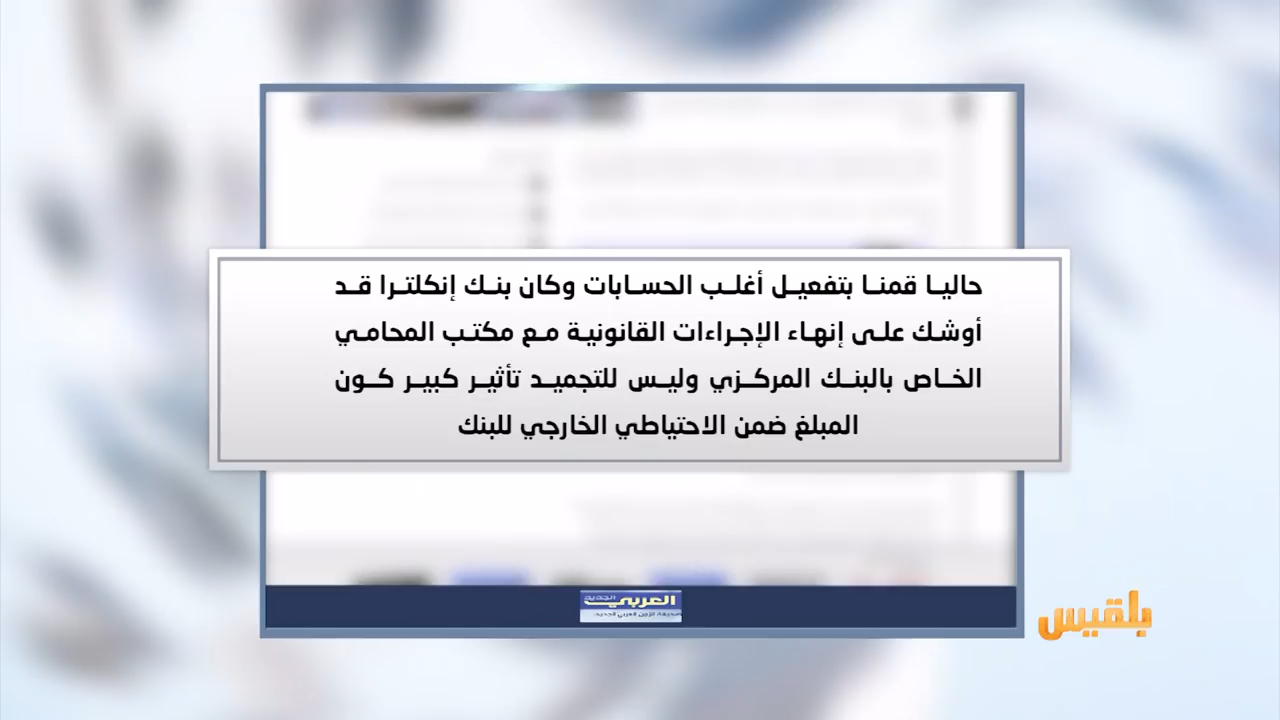 حاليا قمنا بتفعيل أغلب الحسابات وكان بنك إنكلترا قد
أوشك على إنهاء الإجراءات القانونية مع مكتب المحامي
الخاص بالبنك المركزي وليس للتجميد تأثير كبير كون
المبلغ ضمن الاحتياطي الخارجي للبنك
العربي الجديد
بلقيس